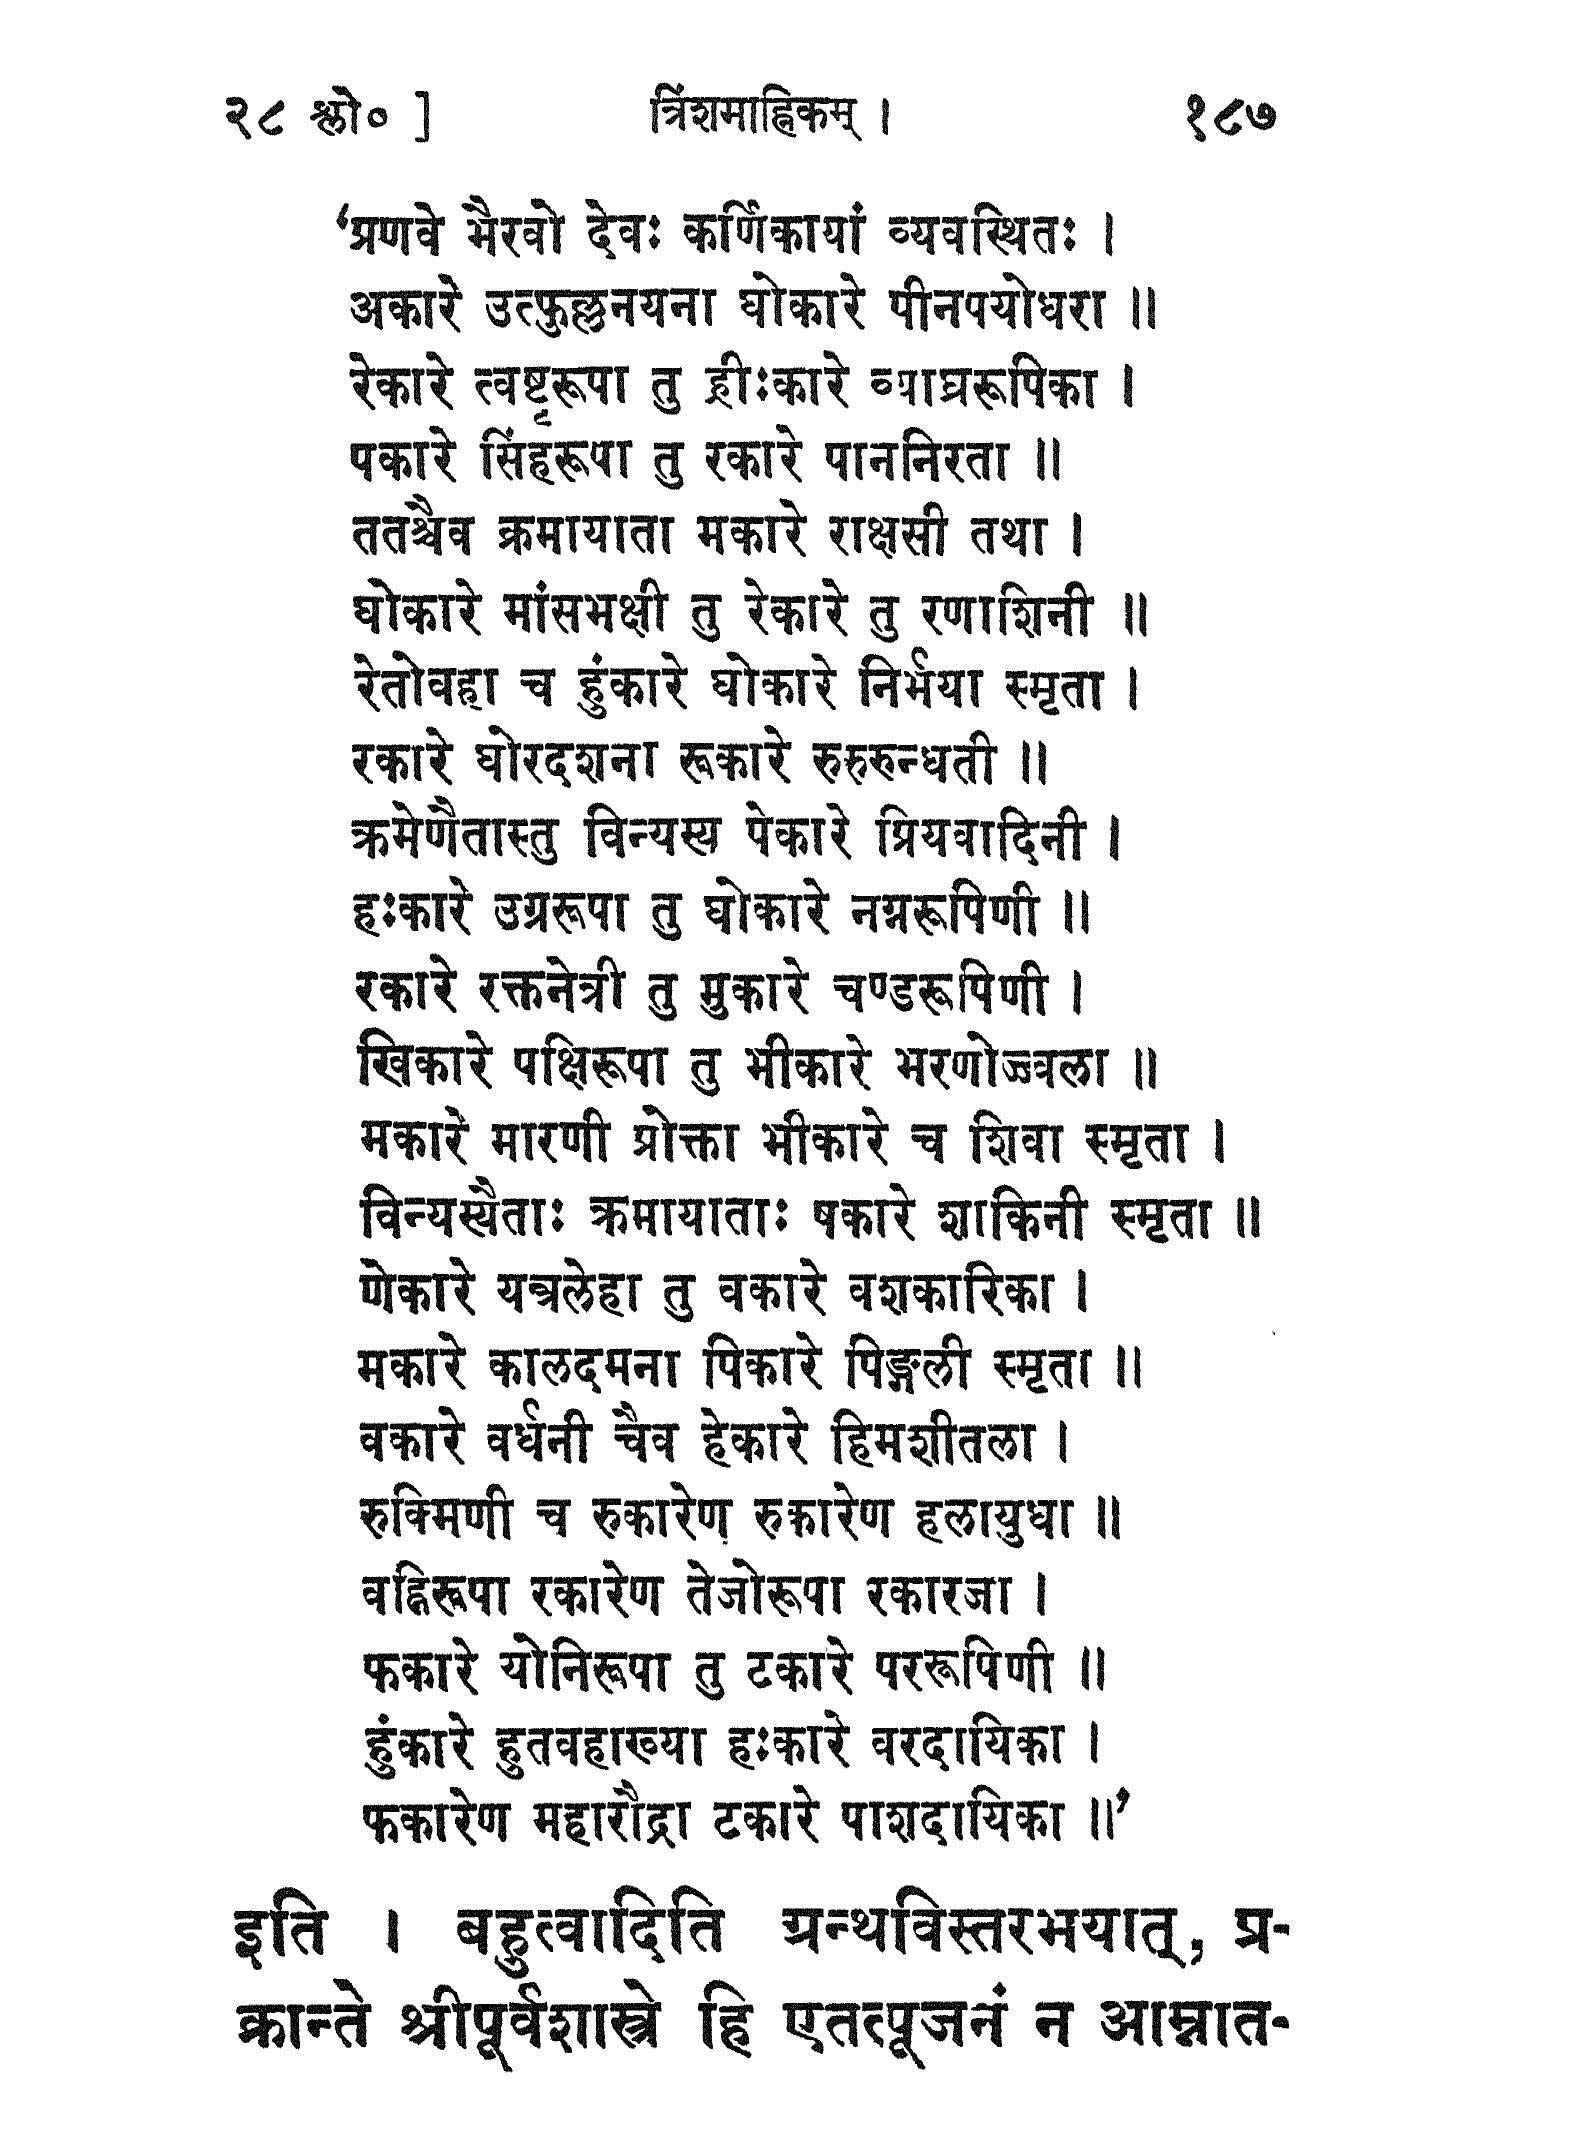 २८ श्लो० ] त्रिंशमाह्निकम् । १८७
‘प्रणवे भैरवो देवः कर्णिकायां व्यवस्थितः ।
अकारे उत्फुल्लनयना घोकारे पीनपयोधरा ॥
रेकारे त्वष्टृरूपा तु ह्रीःकारे व्याघ्ररूपिका ।
पकारे सिंहरूपा तु रकारे पाननिरता ॥
ततश्चैव क्रमायाता मकारे राक्षसी तथा ।
घोकारे मांसभक्षी तु रेकारे तु रणाशिनी ॥
रेतोवहा च हुंकारे घोकारे निर्भया स्मृता ।
रकारे घोरदशना रूकारे रुरुरुन्धती ॥
क्रमेणैतास्तु विन्यस्य पेकारे प्रियवादिनी ।
हःकारे उग्ररूपा तु घोकारे नग्नरूपिणी ॥
रकारे रक्तनेत्री तु मुकारे चण्डरूपिणी ।
खिकारे पक्षिरूपा तु भीकारे भरणोज्ज्वला ॥
मकारे मारणी प्रोक्ता भीकारे च शिवा स्मृता ।
विन्यस्यैताः क्रमायाताः षकारे शाकिनी स्मृता ॥
णेकारे यन्त्रलेहा तु वकारे वशकारिका ।
मकारे कालदमना पिकारे पिङ्गली स्मृता ॥
वकारे वर्धनी चैव हेकारे हिमशीतला ।
रुक्मिणी च रुकारेण रुकारेण हलायुधा ॥
वह्निरूपा रकारेण तेजोरूपा रकारजा ।
फकारे योनिरूपा तु टकारे पररूपिणी ॥
हुंकारे हुतवहाख्या हःकारे वरदायिका ।
फकारेण महारौद्रा टकारे पाशदायिका ॥’
इति । बहुत्वादिति ग्रन्थविस्तरभयात्, प्र-
क्रान्ते श्रीपूर्वशास्त्रे हि एतत्पूजनं न आम्नात-